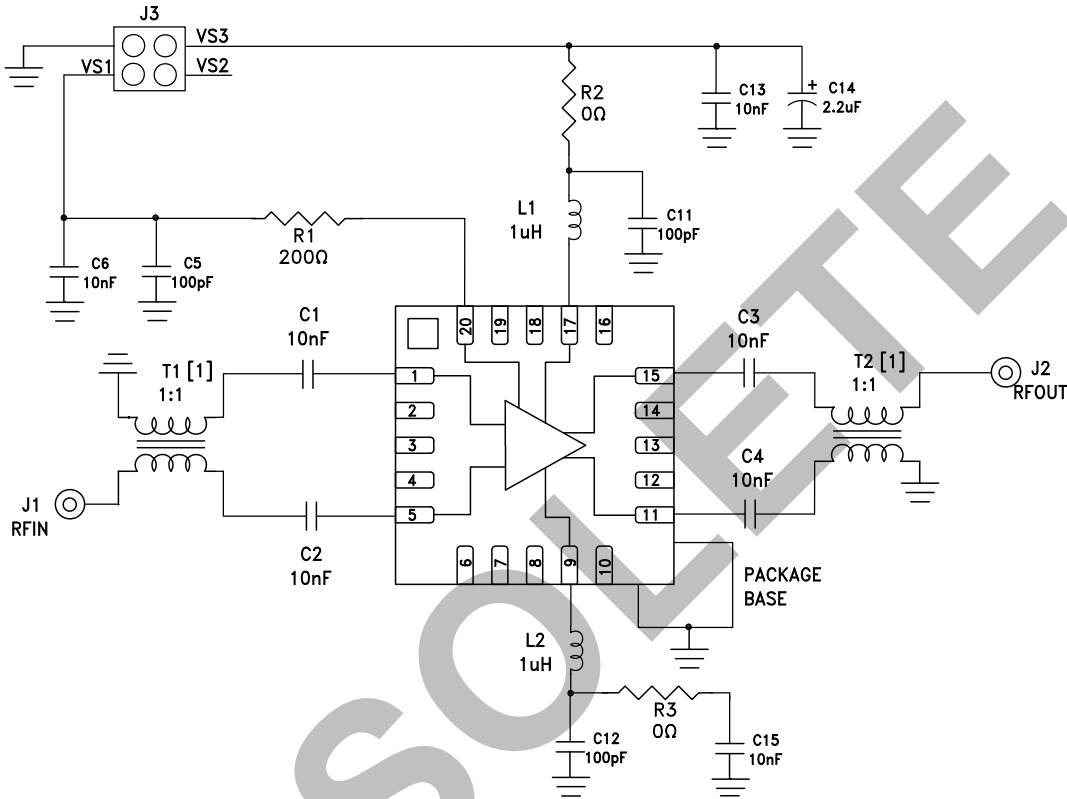 J3
VS3
VS1
VS2
R2
0Ω
C13
10nF
+
C14
2.2uF
L1
1uH
C11
100pF
R1
200Ω
C6
10nF
C5
100pF
C1
10nF
20
19
18
17
16
C3
10nF
T1 [1]
1:1
T2 [1]
1:1
J2
RFOUT
1
2
3
4
5
15
14
13
12
11
C4
10nF
J1
RFIN
C2
10nF
6
7
8
9
10
PACKAGE
BASE
L2
1uH
R3
0Ω
C12
100pF
C15
10nF
SOLETE